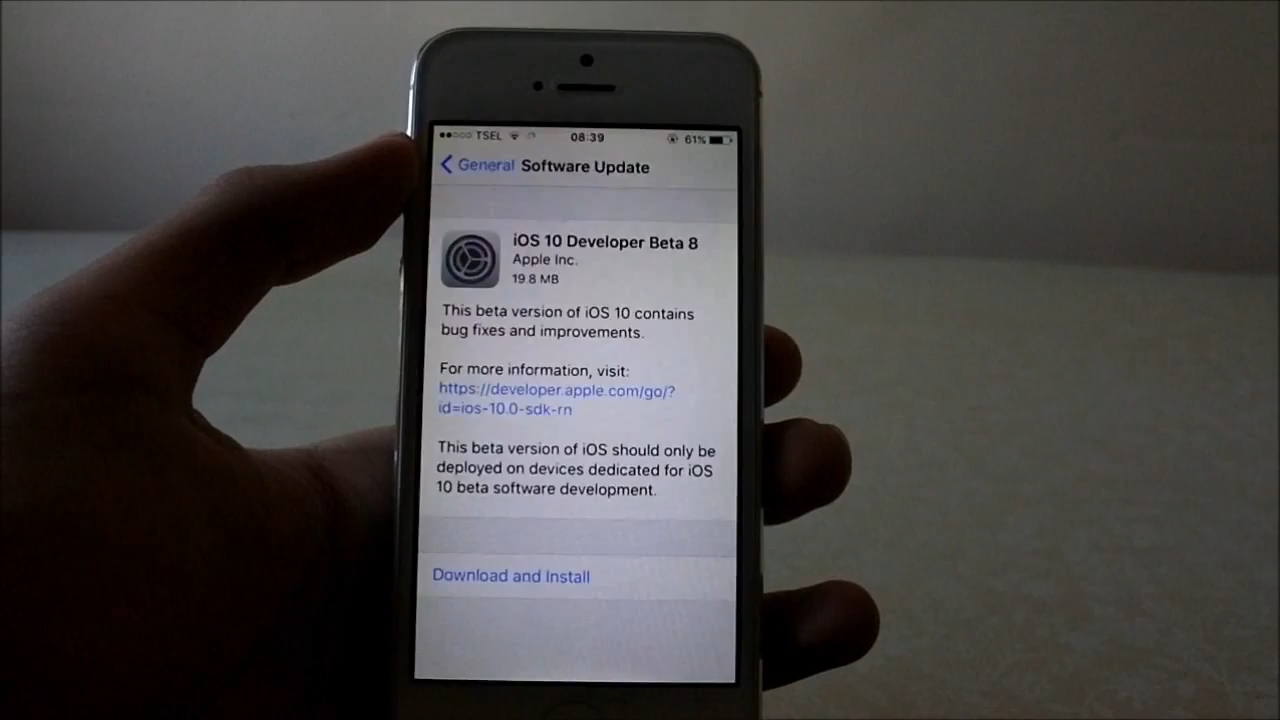 TSEL 08:39 61%
General Software Update
iOS 10 Developer Beta 8
Apple Inc.
19.8 MB
This beta version of iOS 10 contains
bug fixes and improvements.
For more information, visit:
https://developer.apple.com/go/?
id=ios-10.0-sdk-rn
This beta version of iOS should only be
deployed on devices dedicated for iOS
10 beta software development.
Download and Install